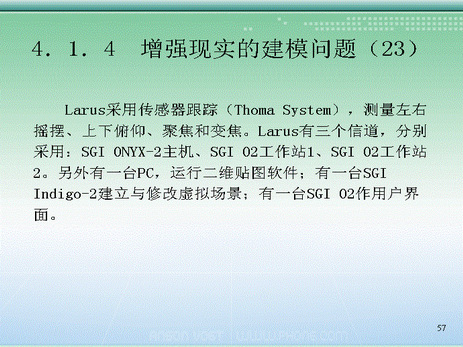 4．1．4　增强现实的建模问题（23）
Larus采用传感器跟踪（Thoma System），测量左右
摇摆、上下俯仰、聚焦和变焦。Larus有三个信道，分别
采用：SGI ONYX-2主机、SGI O2工作站1、SGI O2工作站
2。另外有一台PC，运行二维贴图软件；有一台SGI
Indigo-2建立与修改虚拟场景；有一台SGI O2作用户界
面。
57